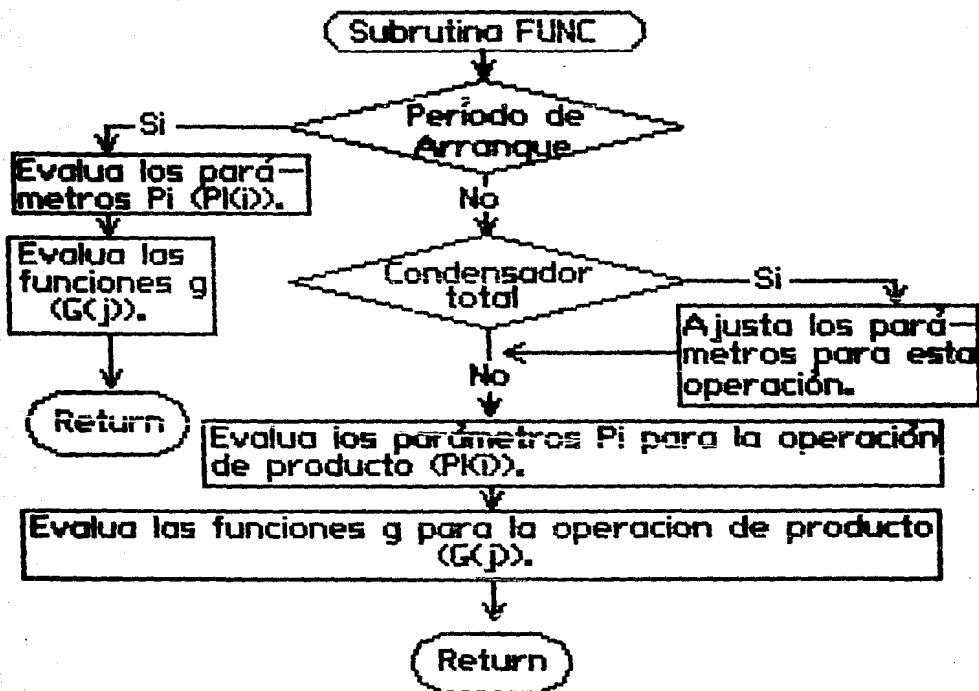 Subrutina FUNC
Período de
Arranque
Si
Evalua los pará-
metros Pi (PI(i)).
No
Evalua las
funciones g
(G(j)).
Condensador
total
Si
Ajusta los pará-
metros para esta
operación.
No
Return
Evalua los parámetros Pi para la operación
de producto (PI(i)).
Evalua las funciones g para la operacion de producto
(G(j)).
Return